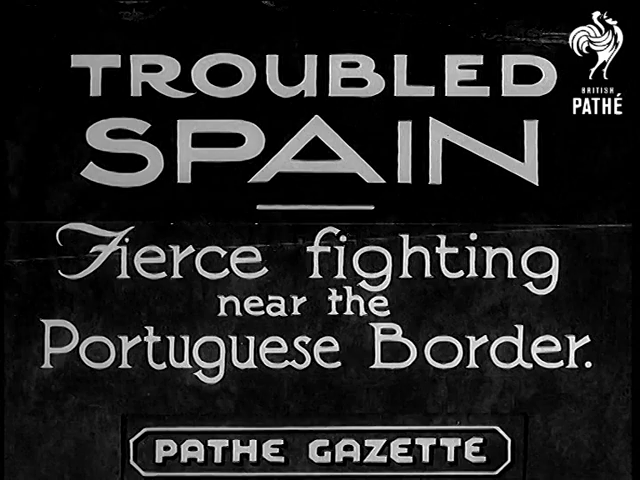 TROUBLED
SPAIN
Fierce fighting
near the
Portuguese Border.
PATHE GAZETTE
BRITISH
PATHÉ